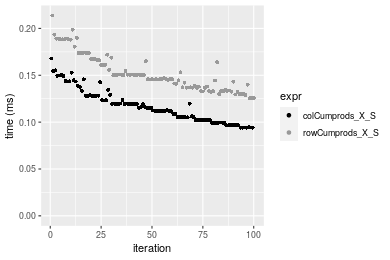 0.20
0.15
0.10
0.05
0.00
time (ms)
0
25
50
75
100
iteration
expr
colCumprods_X_S
rowCumprods_X_S